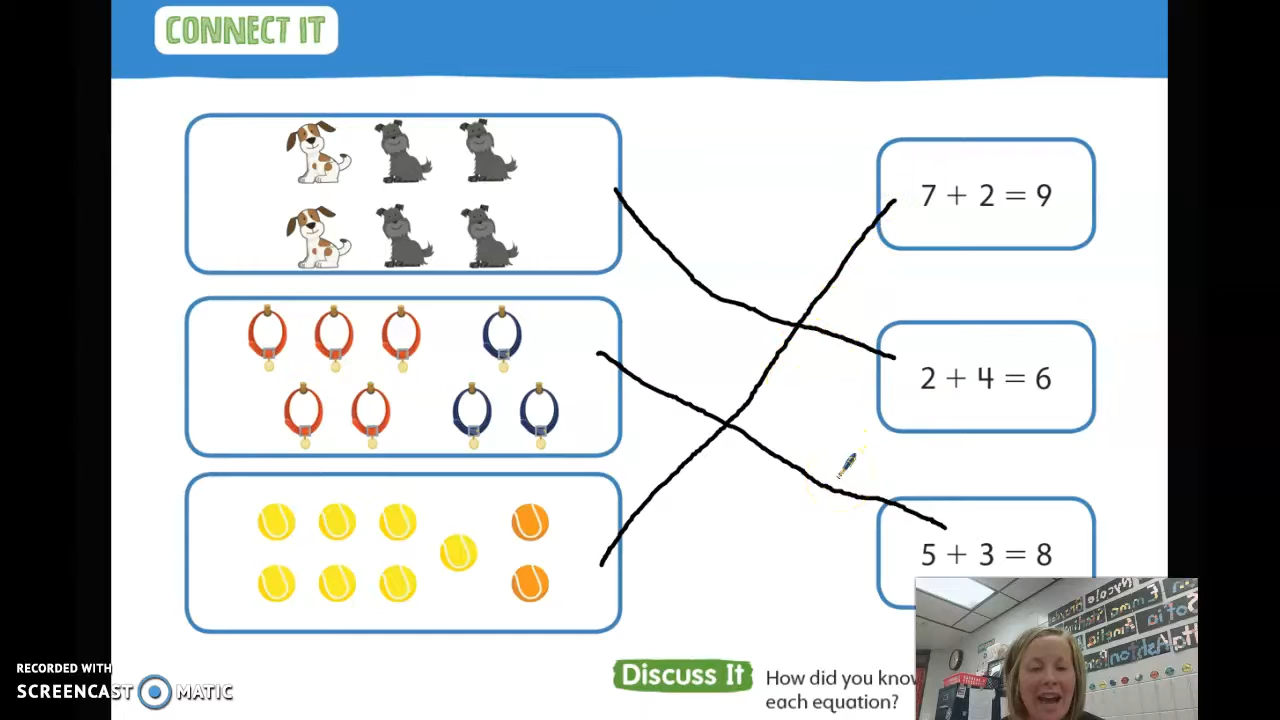 CONNECT IT
7 + 2 = 9
2 + 4 = 6
5 + 3 = 8
Discuss It
How did you know
each equation?
RECORDED WITH
SCREENCAST MATIC